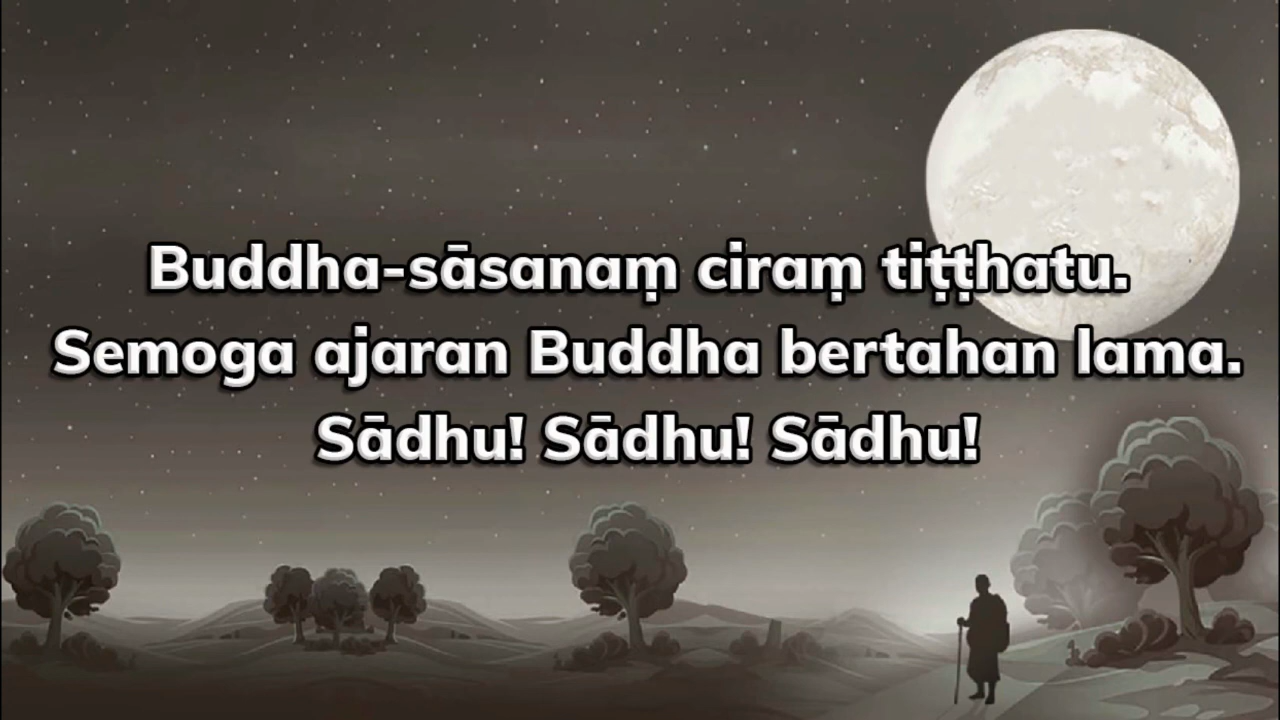 Buddha-sāsanaṃ ciraṃ tiṭṭhatu.
Semoga ajaran Buddha bertahan lama.
Sādhu! Sādhu! Sādhu!